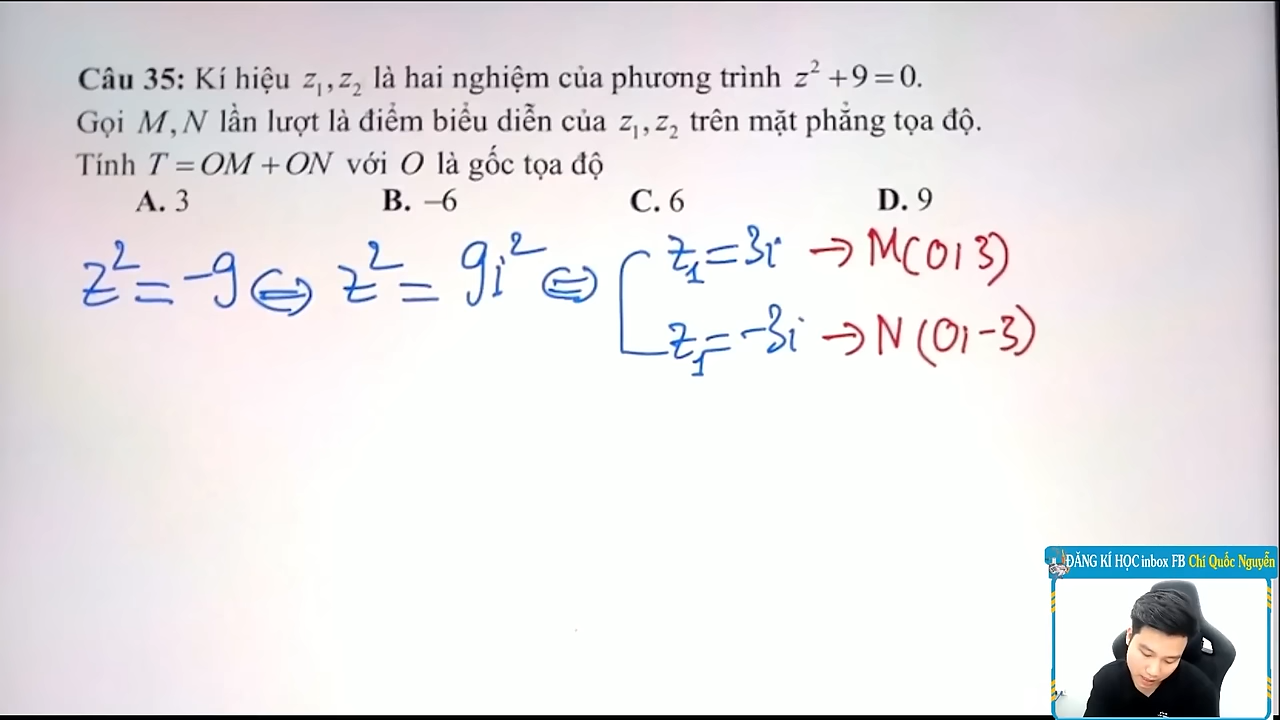 Câu 35: Kí hiệu z₁, z₂ là hai nghiệm của phương trình z² + 9 = 0.
Gọi M, N lần lượt là điểm biểu diễn của z₁, z₂ trên mặt phẳng tọa độ.
Tính T = OM + ON với O là gốc tọa độ
A. 3 B. –6 C. 6 D. 9
z² = -9 ⇔ z² = 9i² ⇔ [ z₁ = 3i → M(0; 3)
z₁ = -3i → N(0; -3)
ĐĂNG KÍ HỌC inbox FB Chí Quốc Nguyễn